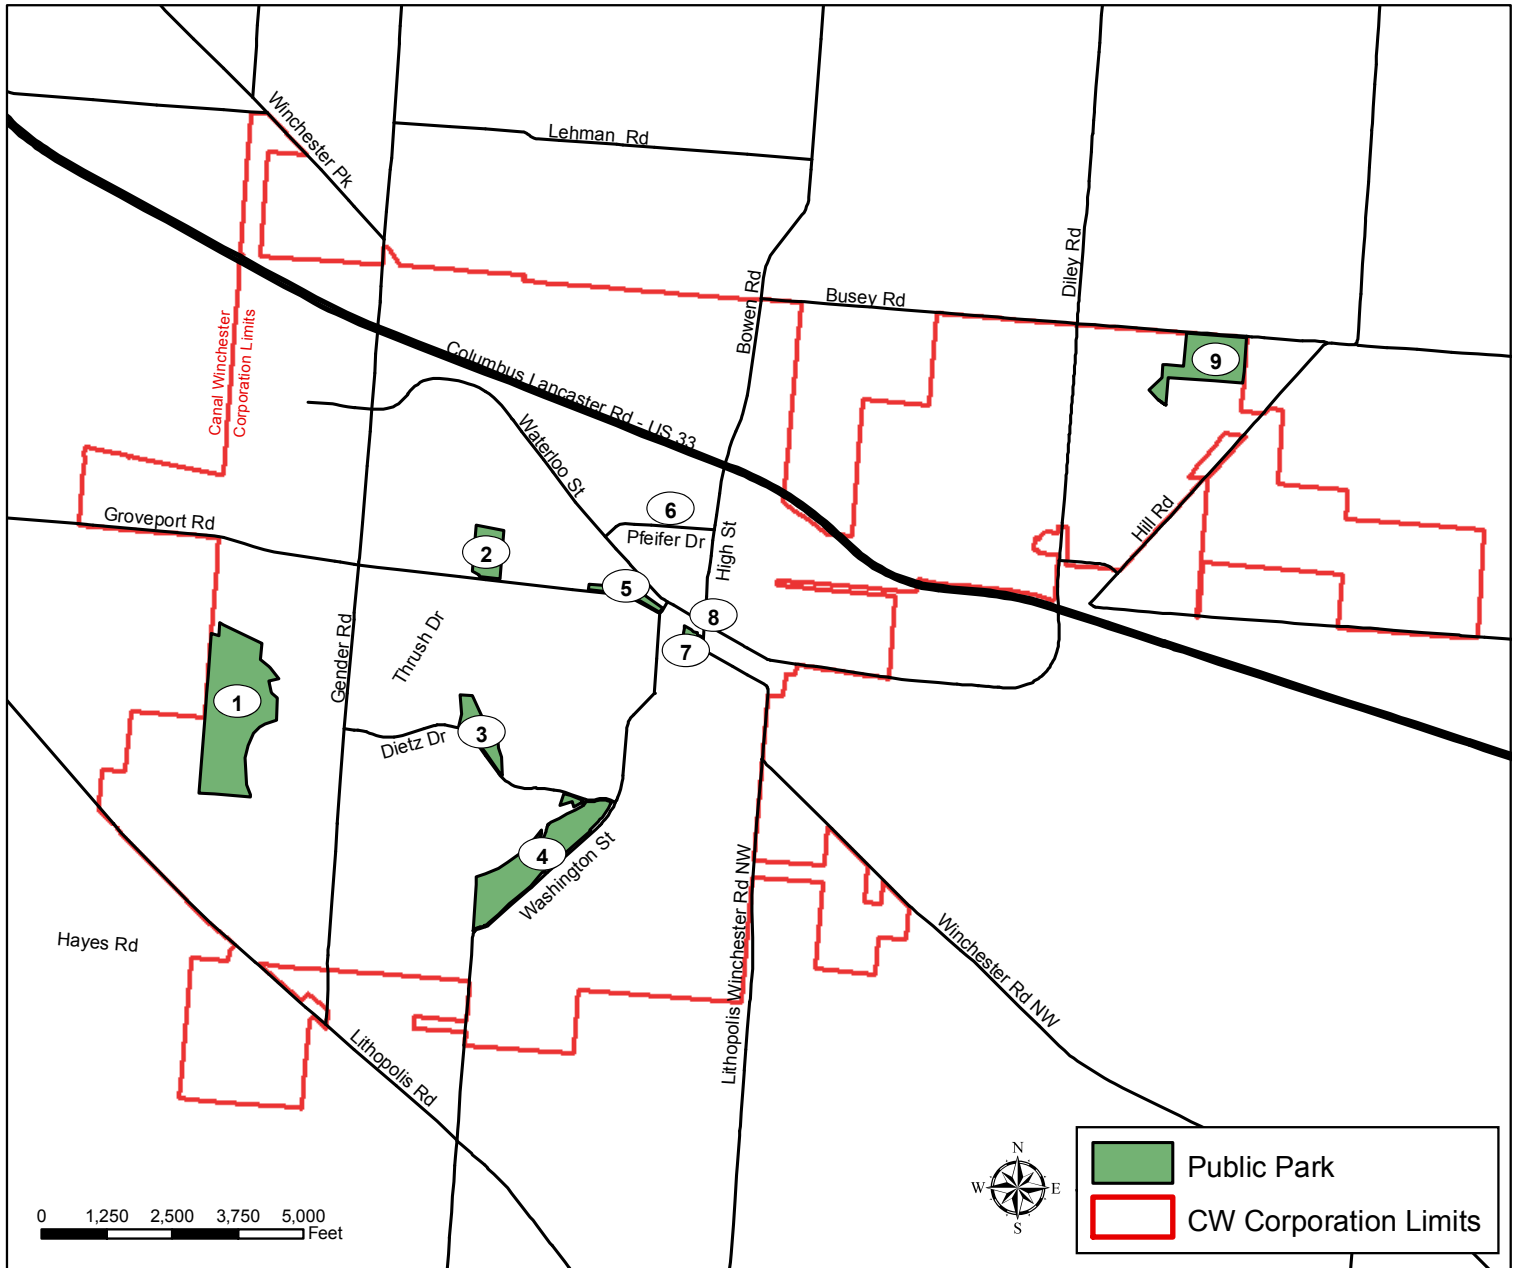 Winchester Pk
Lehman Rd
Diley Rd
Bowen Rd
Busey Rd
Canal Winchester
Corporation Limits
Columbus Lancaster Rd - US 33
9
Waterloo St
6
Groveport Rd
Pfeifer Dr
High St
Hill Rd
2
5
8
Thrush Dr
Gender Rd
7
1
3
Dietz Dr
4
Washington St
Lithopolis Winchester Rd NW
Hayes Rd
Winchester Rd NW
Lithopolis Rd
N
W E
S
Public Park
CW Corporation Limits
0 1,250 2,500 3,750 5,000
Feet